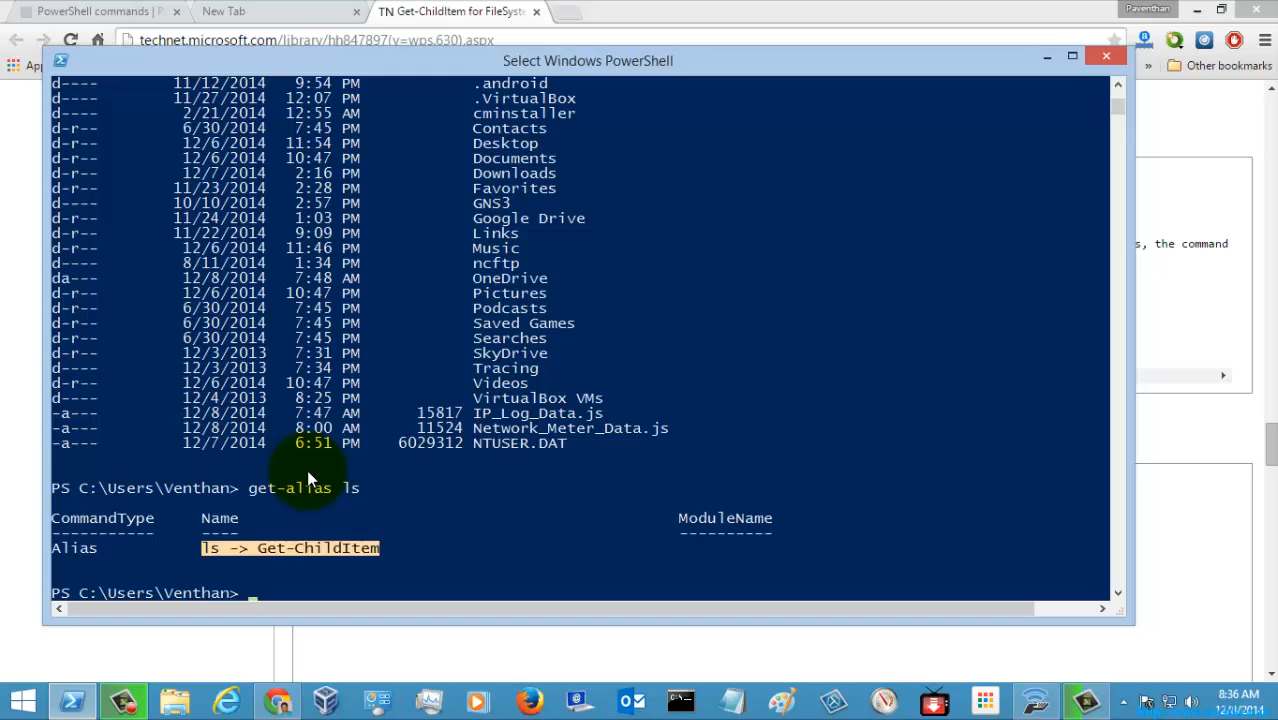 PowerShell commands | P
New Tab
TN Get-ChildItem for FileSyst
Paventhan
technet.microsoft.com/library/hh847897(v=wps.630).aspx
Other bookmarks
Select Windows PowerShell
d---- 11/12/2014 9:54 PM .android
d---- 11/27/2014 12:07 PM .VirtualBox
d---- 2/21/2014 12:55 AM cminstaller
d-r-- 6/30/2014 7:45 PM Contacts
d-r-- 12/6/2014 11:54 PM Desktop
d-r-- 12/6/2014 10:47 PM Documents
d-r-- 12/7/2014 2:16 PM Downloads
d-r-- 11/23/2014 2:28 PM Favorites
d---- 10/10/2014 2:57 PM GNS3
d-r-- 11/24/2014 1:03 PM Google Drive
d-r-- 11/22/2014 9:09 PM Links
d-r-- 12/6/2014 11:46 PM Music
d---- 8/11/2014 1:34 PM ncftp
da--- 12/8/2014 7:48 AM OneDrive
d-r-- 12/6/2014 10:47 PM Pictures
d-r-- 6/30/2014 7:45 PM Podcasts
d-r-- 6/30/2014 7:45 PM Saved Games
d-r-- 6/30/2014 7:45 PM Searches
d-r-- 12/3/2013 7:31 PM SkyDrive
d-r-- 12/3/2013 7:34 PM Tracing
d-r-- 12/6/2014 10:47 PM Videos
d---- 12/4/2013 8:25 PM VirtualBox VMs
-a--- 12/8/2014 7:47 AM 15817 IP_Log_Data.js
-a--- 12/8/2014 8:00 AM 11524 Network_Meter_Data.js
-a--- 12/7/2014 6:51 PM 6029312 NTUSER.DAT
PS C:\Users\Venthan> get-alias ls
CommandType Name ModuleName
----------- ---- ----------
Alias ls -> Get-ChildItem
PS C:\Users\Venthan> _
s, the command
8:36 AM